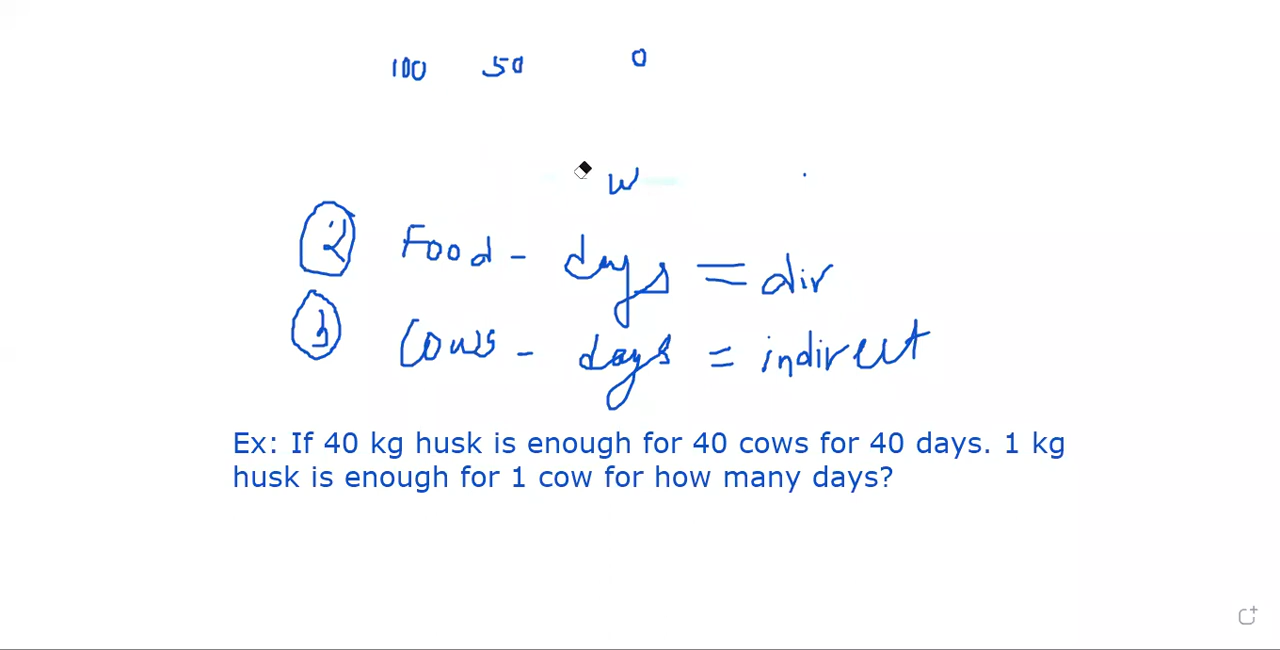 100 50 0
w
2 Food - days = dir
3 Cows - days = indirect
Ex: If 40 kg husk is enough for 40 cows for 40 days. 1 kg
husk is enough for 1 cow for how many days?